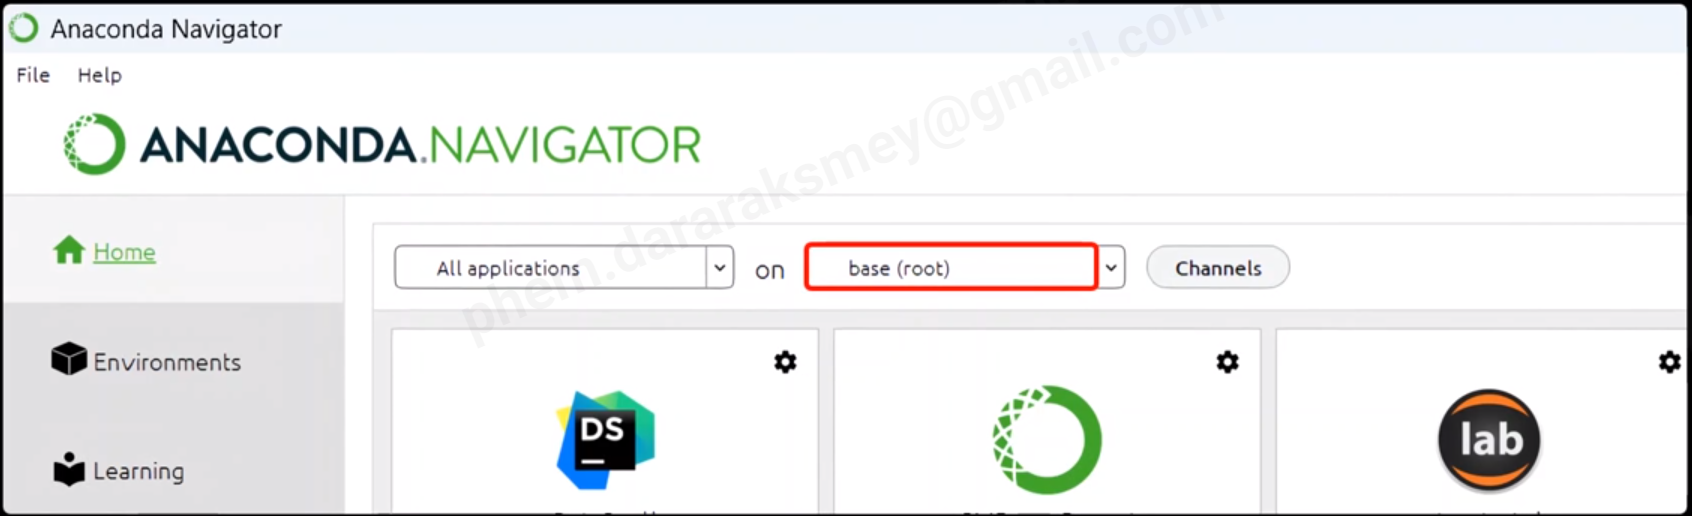 Anaconda Navigator
File Help
ANACONDA.NAVIGATOR
Home
All applications on base (root) Channels
Environments
DS
lab
Learning
phem.dararaksmey@gmail.com